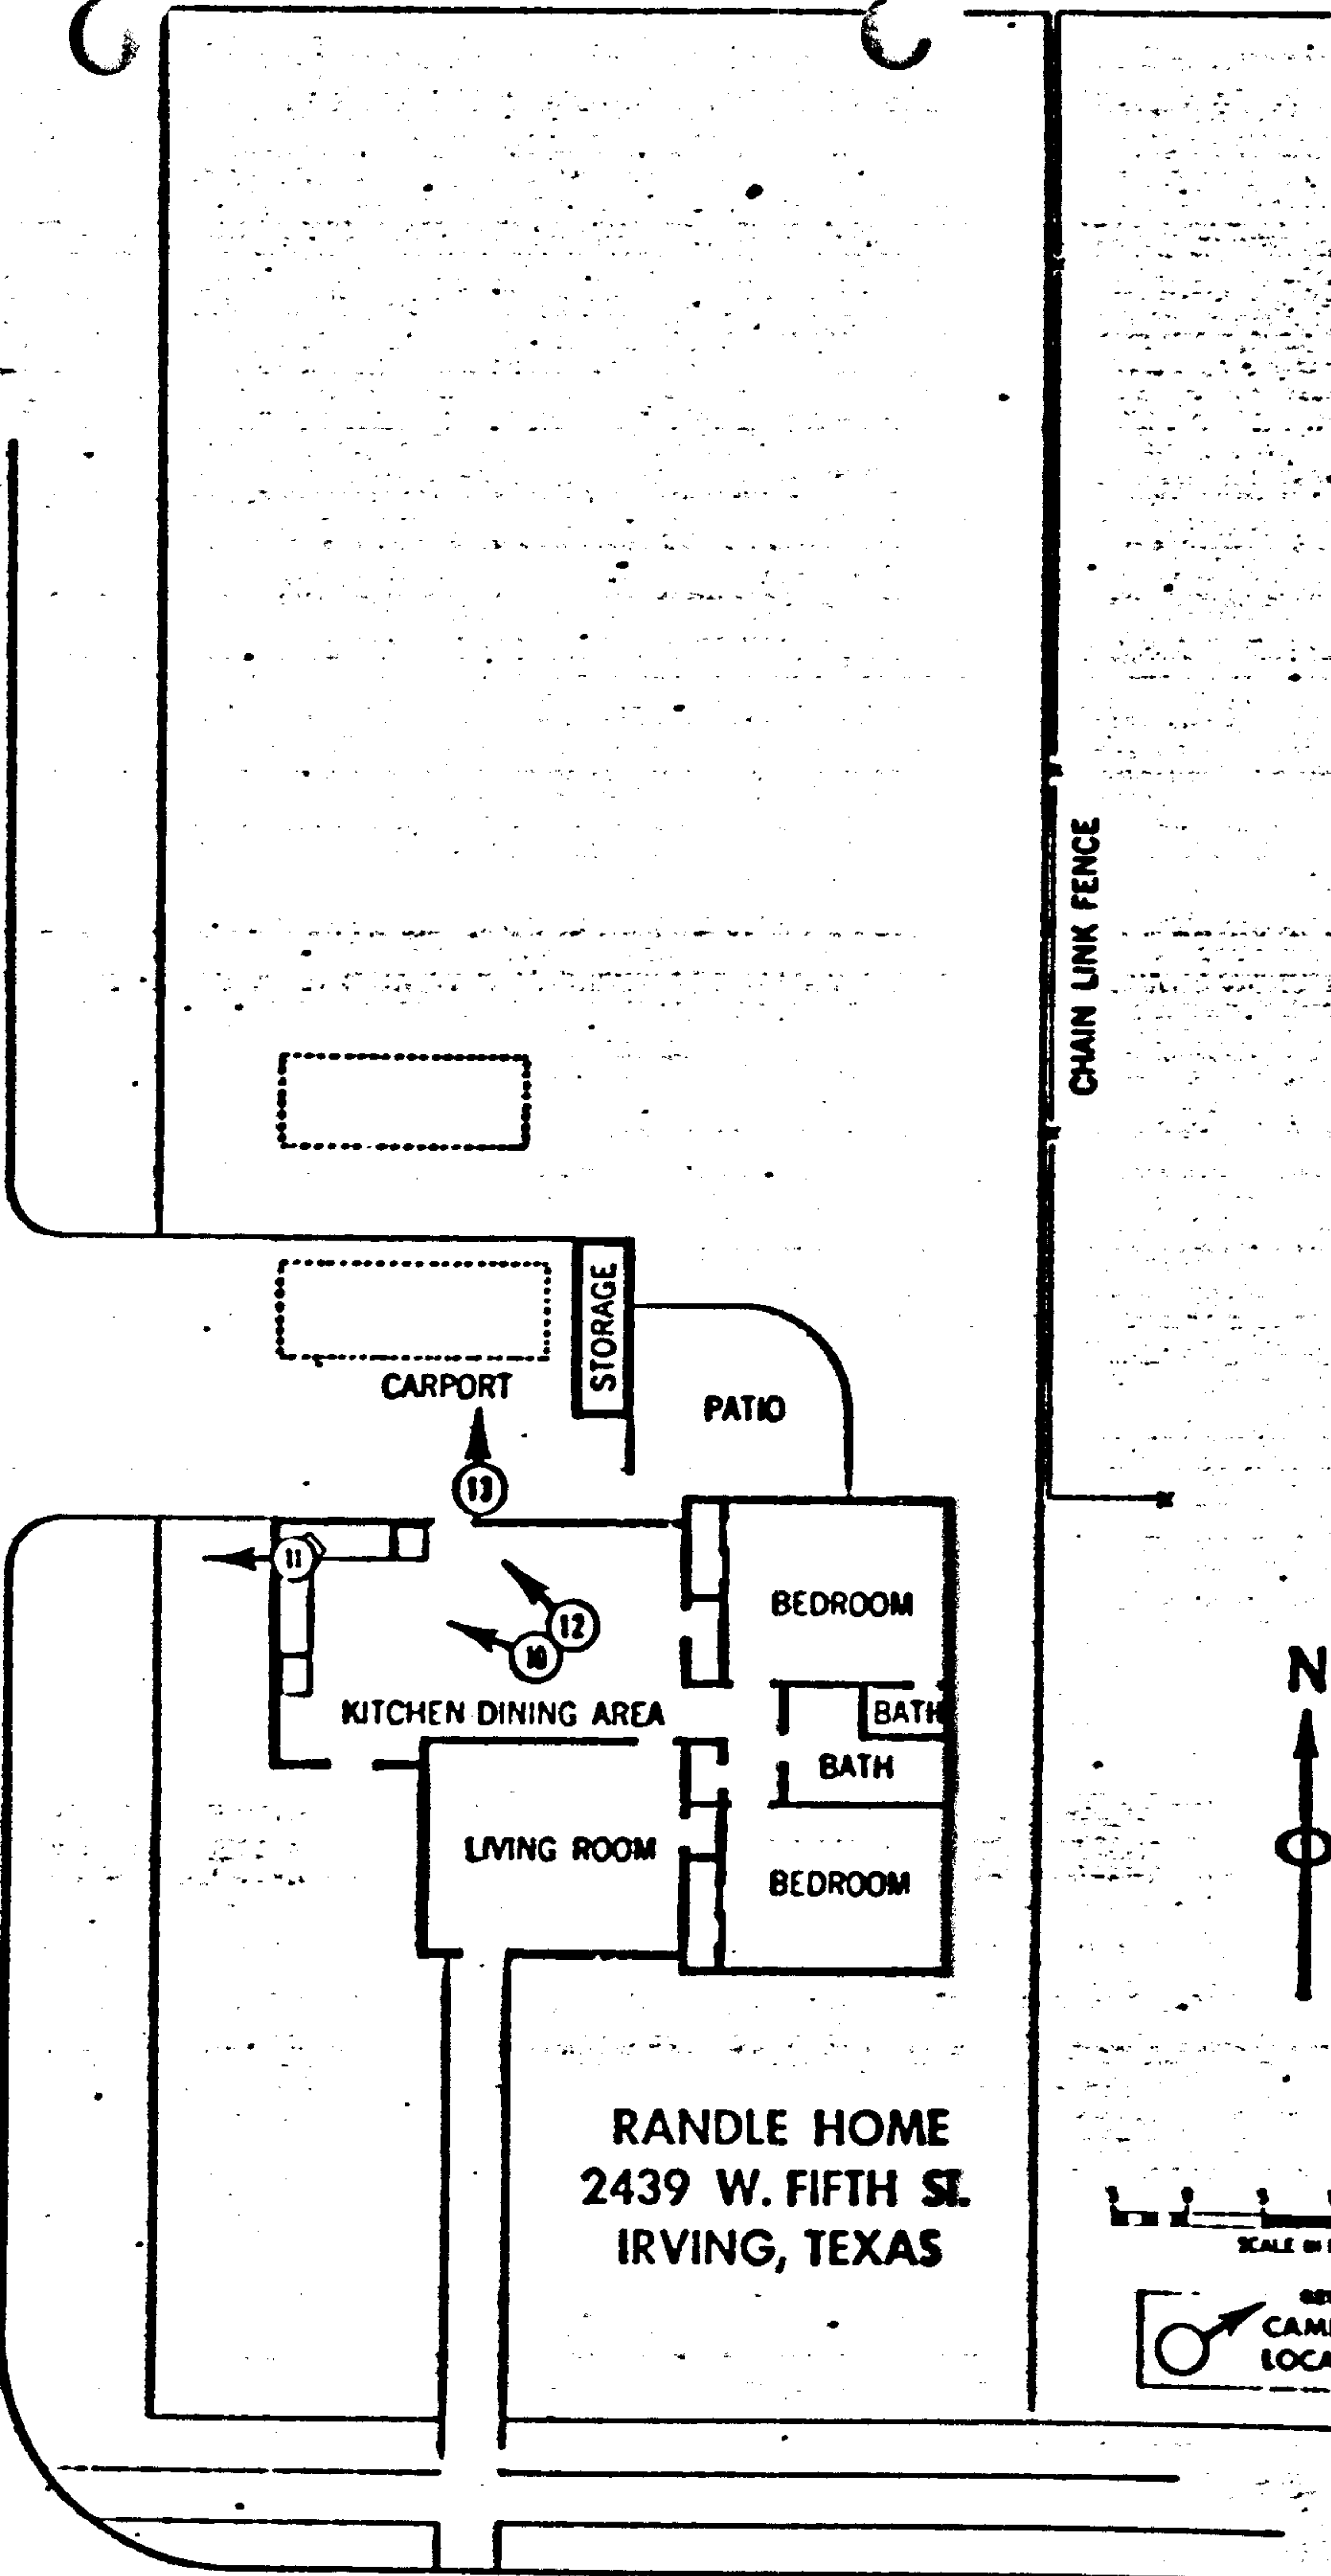 CHAIN LINK FENCE
STORAGE
CARPORT
PATIO
13
11
BEDROOM
12
10
KITCHEN DINING AREA
BATH
BATH
LIVING ROOM
BEDROOM
N
RANDLE HOME
2439 W. FIFTH ST.
IRVING, TEXAS
SCALE